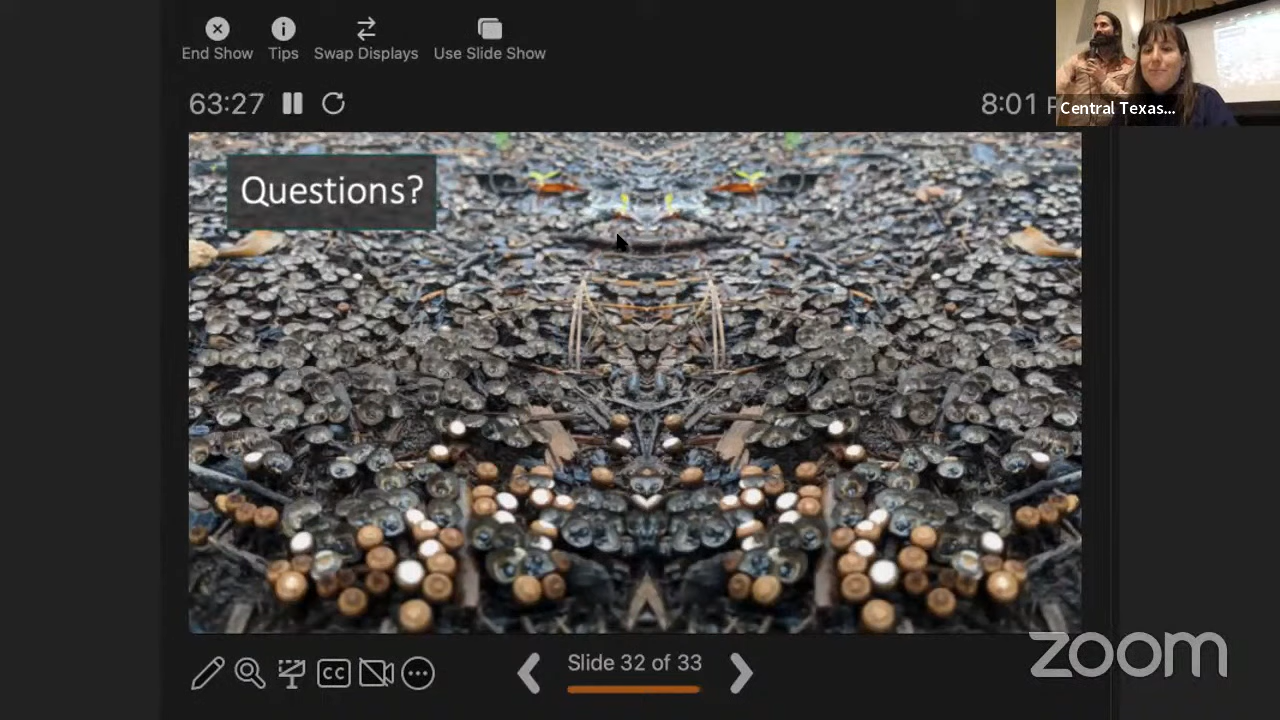 End Show Tips Swap Displays Use Slide Show
63:27
8:01
Central Texas...
Questions?
CC
Slide 32 of 33
zoom